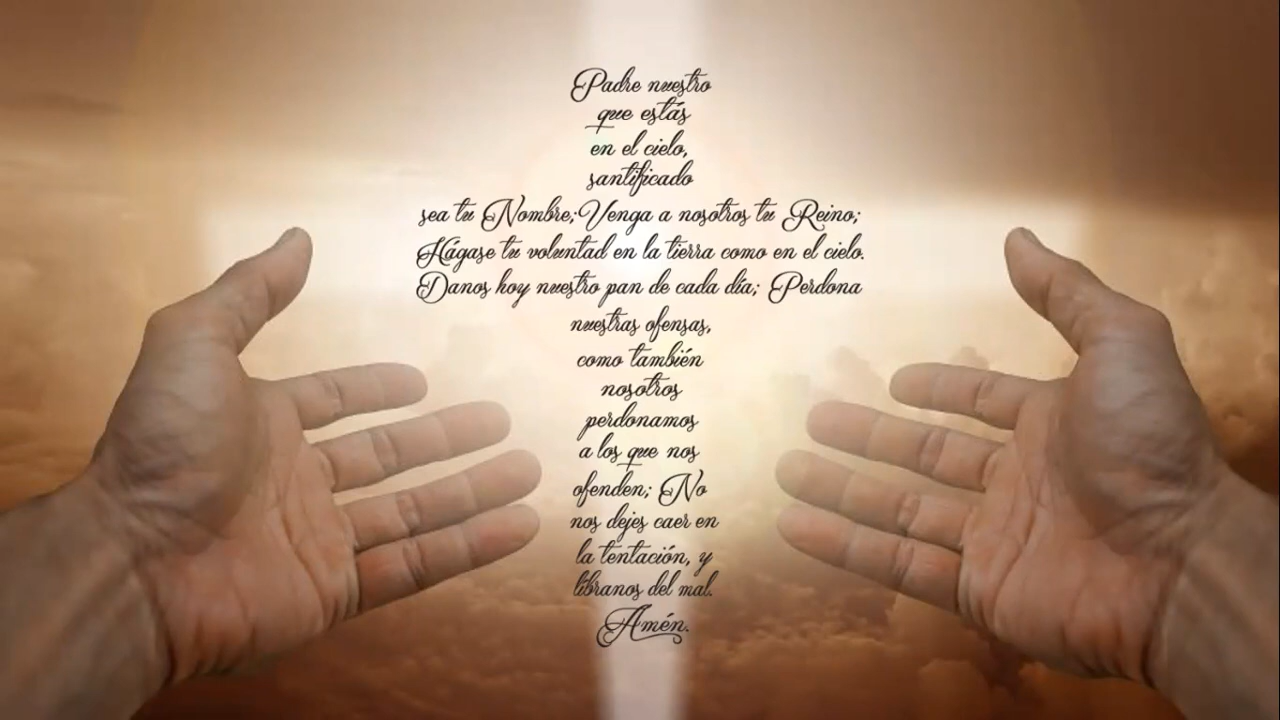 Padre nuestro
que estás
en el cielo,
santificado
sea tu Nombre; Venga a nosotros tu Reino;
Hágase tu voluntad en la tierra como en el cielo.
Danos hoy nuestro pan de cada día; Perdona
nuestras ofensas,
como también
nosotros
perdonamos
a los que nos
ofenden; No
nos dejes caer en
la tentación, y
libranos del mal.
Amén.